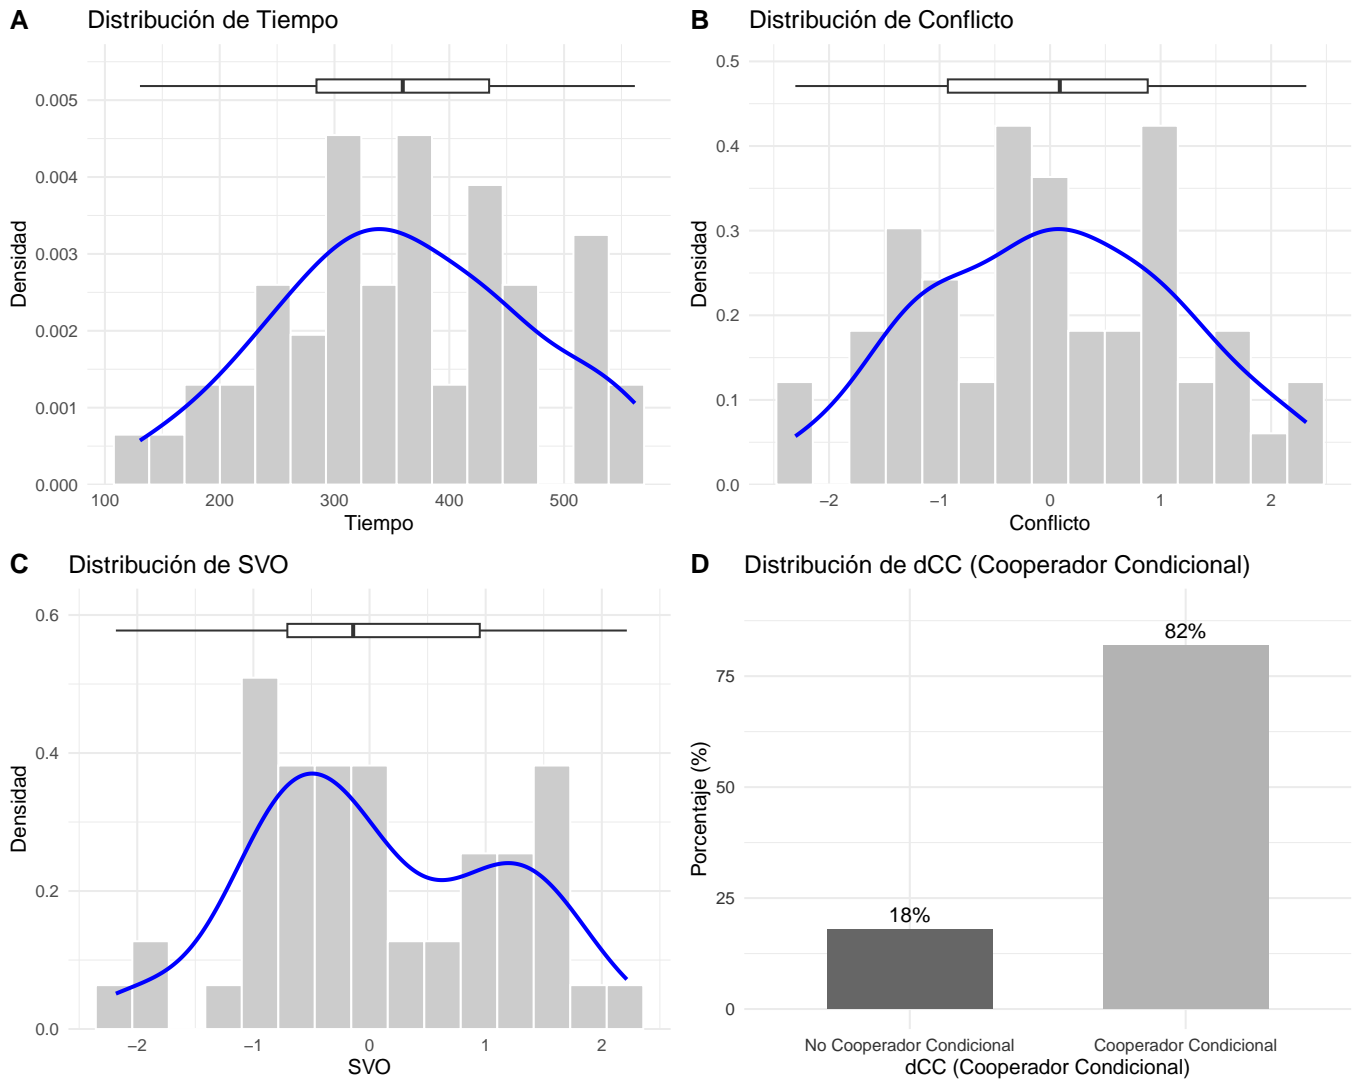 A Distribución de Tiempo
0.005
0.004
0.003
0.002
0.001
0.000
Densidad
100 200 300 400 500
Tiempo
B Distribución de Conflicto
0.5
0.4
0.3
0.2
0.1
0.0
Densidad
−2 −1 0 1 2
Conflicto
C Distribución de SVO
0.6
0.4
0.2
0.0
Densidad
−2 −1 0 1 2
SVO
D Distribución de dCC (Cooperador Condicional)
82%
18%
75
50
25
0
Porcentaje (%)
No Cooperador Condicional Cooperador Condicional
dCC (Cooperador Condicional)